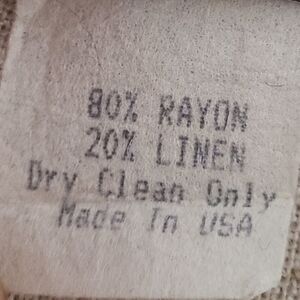 80% RAYON
20% LINEN
Dry Clean Only
Made In USA